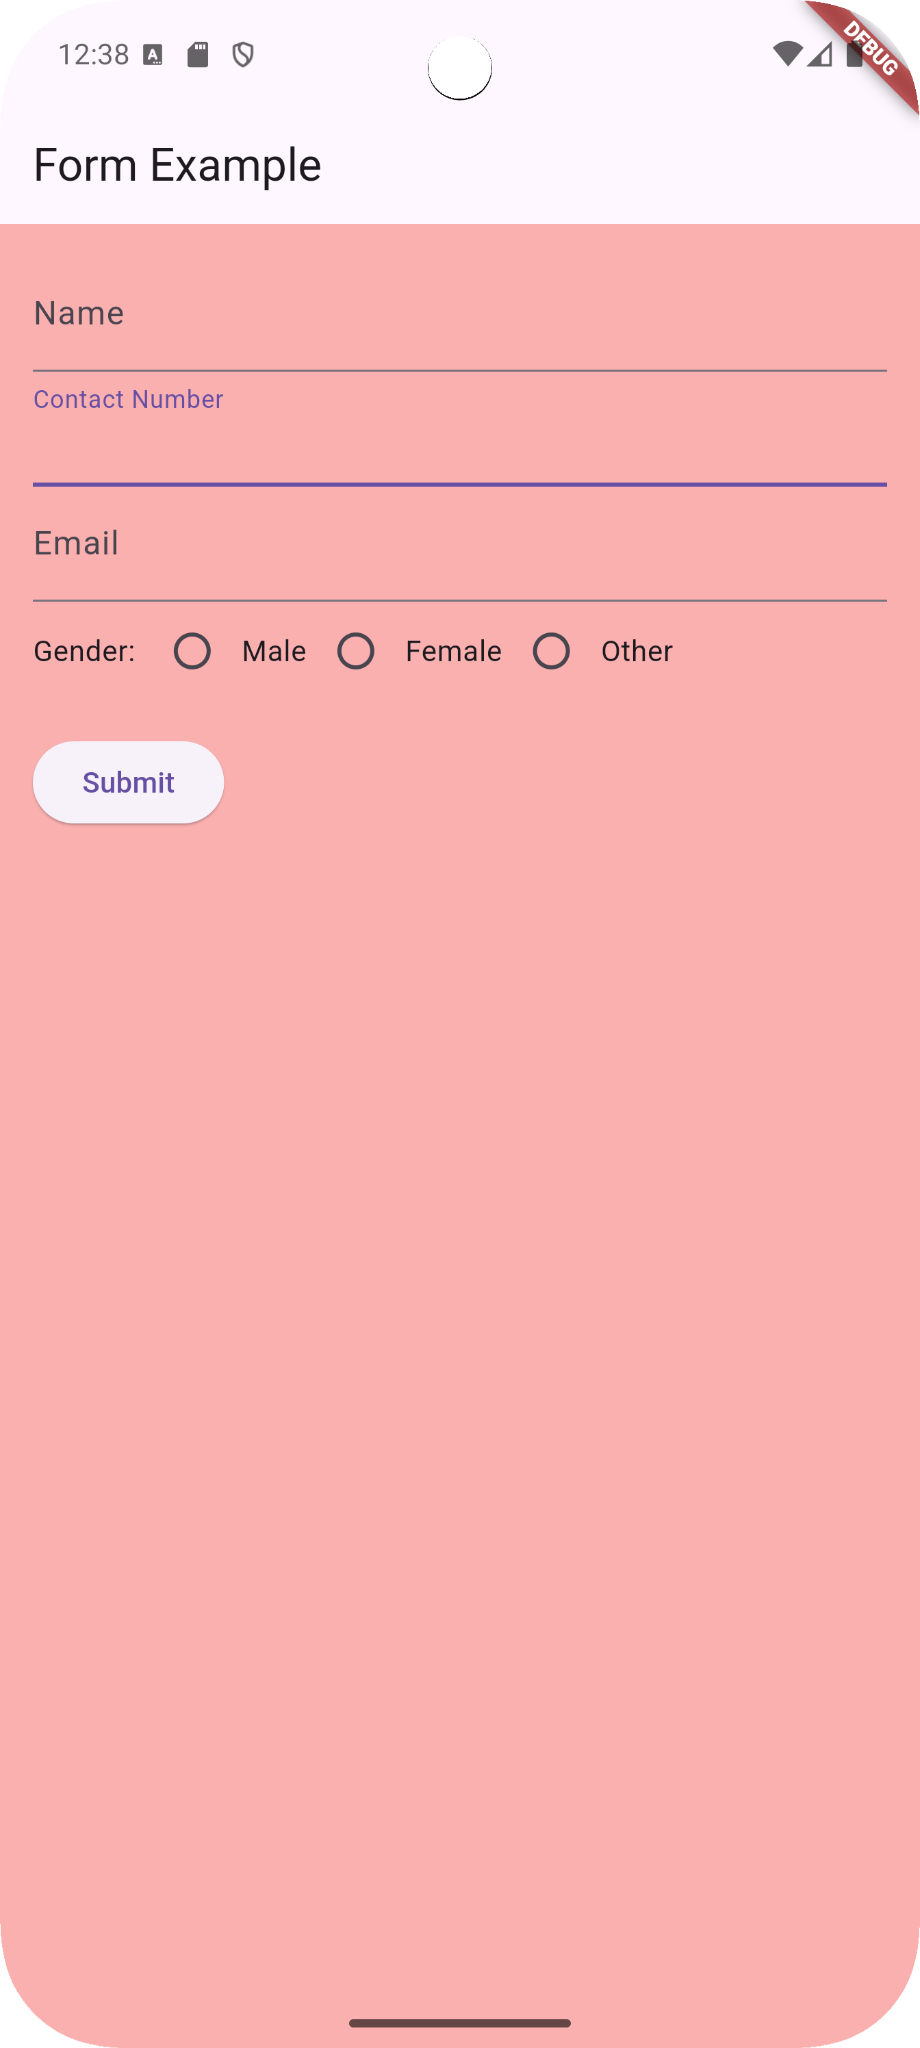 12:38
DEBUG
Form Example
Name
Contact Number
Email
Gender: Male Female Other
Submit